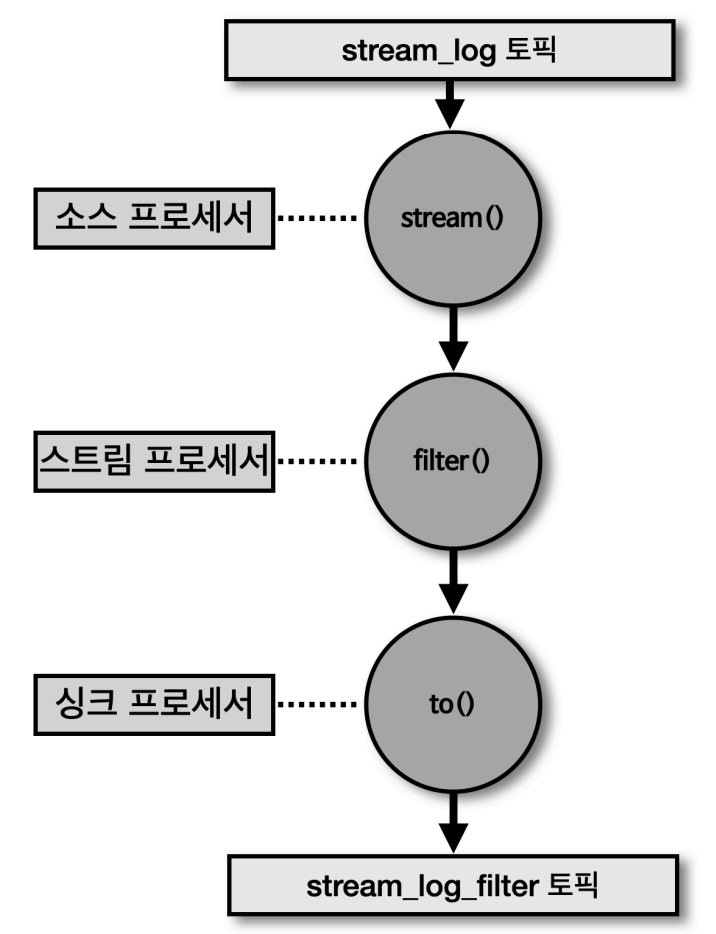 stream_log 토픽
소스 프로세서
stream()
스트림 프로세서
filter()
싱크 프로세서
to()
stream_log_filter 토픽